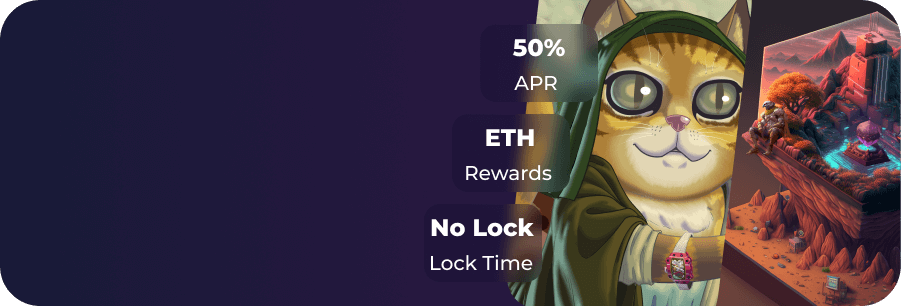 50%
APR
ETH
Rewards
No Lock
Lock Time